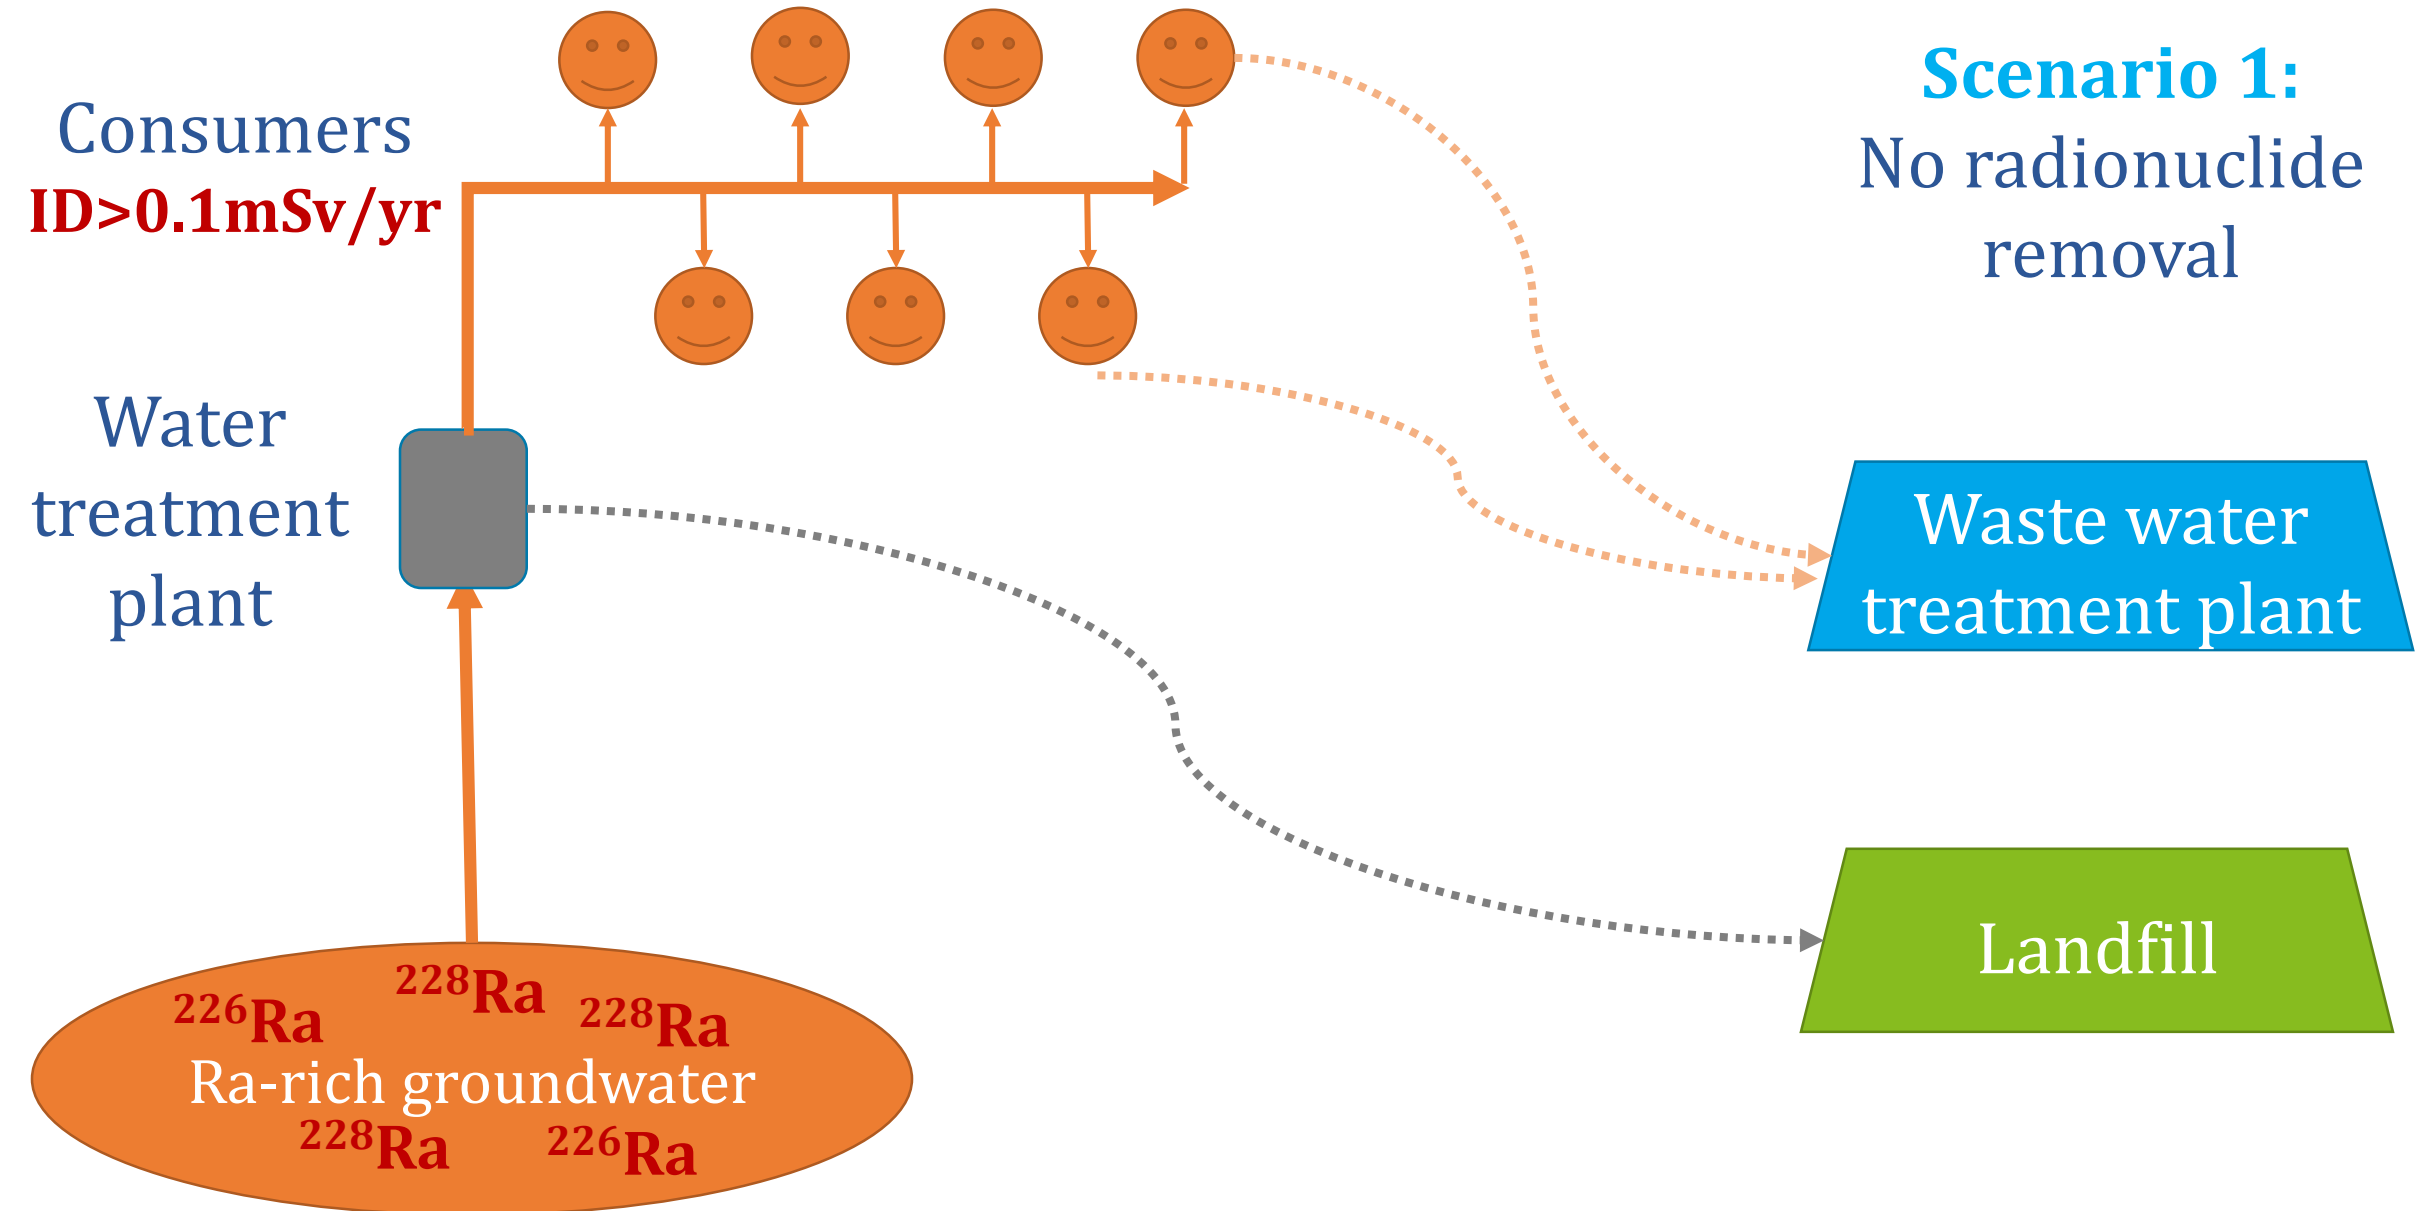 Scenario 1:
No radionuclide
removal
Consumers
ID>0.1mSv/yr
Water
treatment
plant
Waste water
treatment plant
Landfill
²²⁶Ra
²²⁸Ra
²²⁸Ra
Ra-rich groundwater
²²⁸Ra
²²⁶Ra